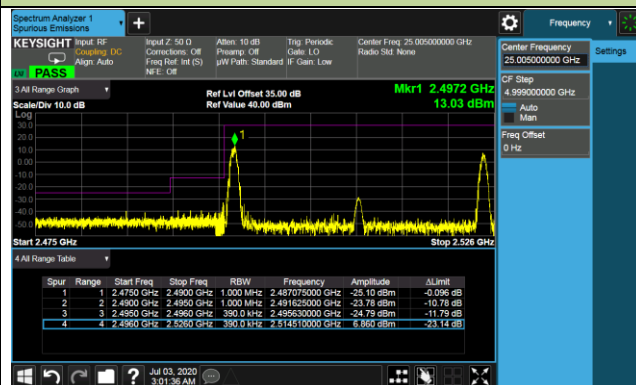 Spectrum Analyzer 1
Spurious Emissions
Frequency
KEYSIGHT
Input: RF
Coupling: DC
Align: Auto
Input Z: 50 Ω
Corrections: Off
Freq Ref: Int (S)
NFE: Off
Atten: 10 dB
Preamp: Off
µW Path: Standard
Trig: Periodic
Gate: LO
IF Gain: Low
Center Freq: 25.005000000 GHz
Radio Std: None
PASS
3 All Range Graph
Scale/Div 10.0 dB
Ref Lvl Offset 35.00 dB
Ref Value 40.00 dBm
Mkr1 2.4972 GHz
13.03 dBm
Log
30.0
20.0
10.0
0.00
-10.0
-20.0
-30.0
-40.0
-50.0
1
Start 2.475 GHz
Stop 2.526 GHz
4 All Range Table
Spur Range Start Freq Stop Freq RBW Frequency Amplitude ΔLimit
1 1 2.4750 GHz 2.4900 GHz 1.000 MHz 2.487075000 GHz -25.10 dBm -0.096 dB
2 2 2.4900 GHz 2.4950 GHz 1.000 MHz 2.491625000 GHz -23.78 dBm -10.78 dB
3 3 2.4950 GHz 2.4960 GHz 390.0 kHz 2.495630000 GHz -24.79 dBm -11.79 dB
4 4 2.4960 GHz 2.5260 GHz 390.0 kHz 2.514510000 GHz 6.860 dBm -23.14 dB
Jul 03, 2020
3:01:36 AM
Center Frequency
25.005000000 GHz
Settings
CF Step
4.999000000 GHz
Auto
Man
Freq Offset
0 Hz